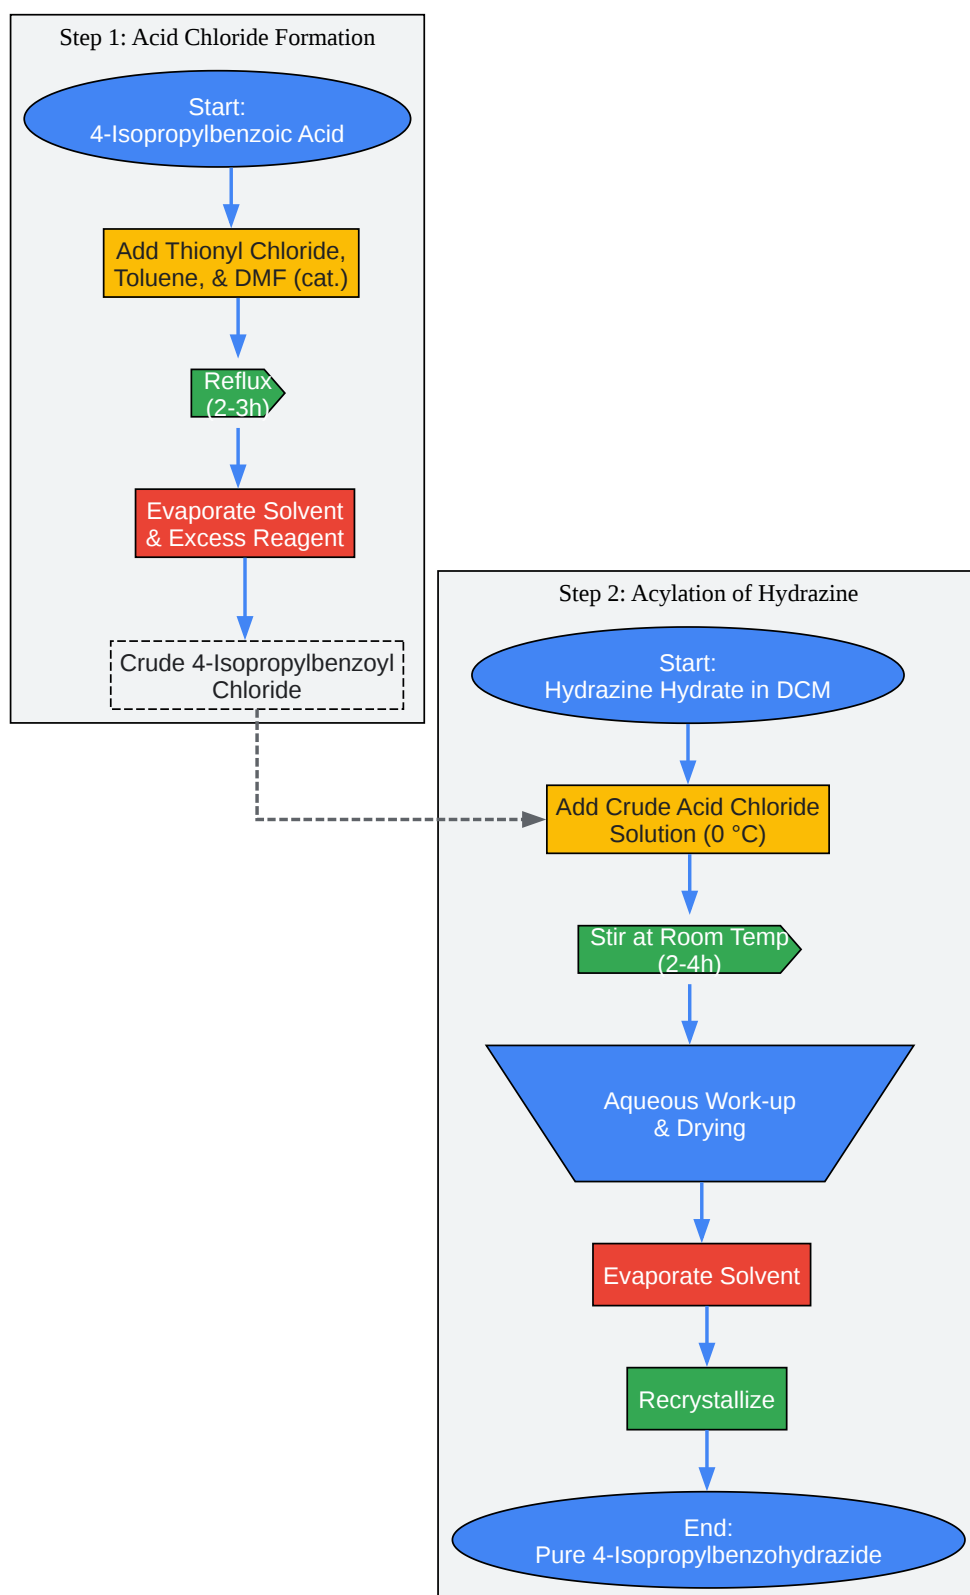 Step 1: Acid Chloride Formation
Start:
4-Isopropylbenzoic Acid
Add Thionyl Chloride,
Toluene, & DMF (cat.)
Reflux
(2-3h)
Evaporate Solvent
& Excess Reagent
Crude 4-Isopropylbenzoyl
Chloride
Step 2: Acylation of Hydrazine
Start:
Hydrazine Hydrate in DCM
Add Crude Acid Chloride
Solution (0 °C)
Stir at Room Temp
(2-4h)
Aqueous Work-up
& Drying
Evaporate Solvent
Recrystallize
End:
Pure 4-Isopropylbenzohydrazide